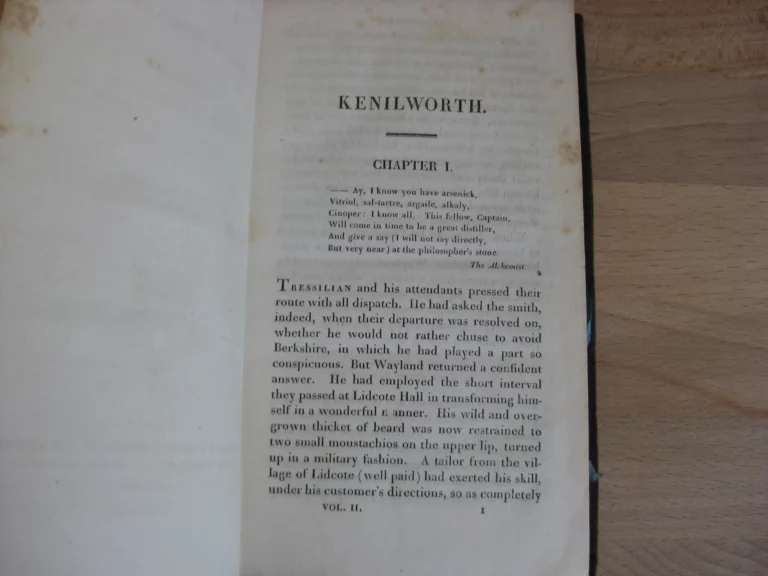 KENILWORTH.
CHAPTER I.
—— Ay, I know you have arsenick,
Vitriol, sal-tartre, argaile, alkaly,
Cinoper: I know all. This fellow, Captain,
Will come in time to be a great distiller,
And give a say (I will not say directly,
But very near) at the philosopher's stone.
The Alchemist.
TRESSILIAN and his attendants pressed their
route with all dispatch. He had asked the smith,
indeed, when their departure was resolved on,
whether he would not rather chuse to avoid
Berkshire, in which he had played a part so
conspicuous. But Wayland returned a confident
answer. He had employed the short interval
they passed at Lidcote Hall in transforming him-
self in a wonderful m anner. His wild and over-
grown thicket of beard was now restrained to
two small moustachios on the upper lip, turned
up in a military fashion. A tailor from the vil-
lage of Lidcote (well paid) had exerted his skill,
under his customer's directions, so as completely
VOL. II. 1